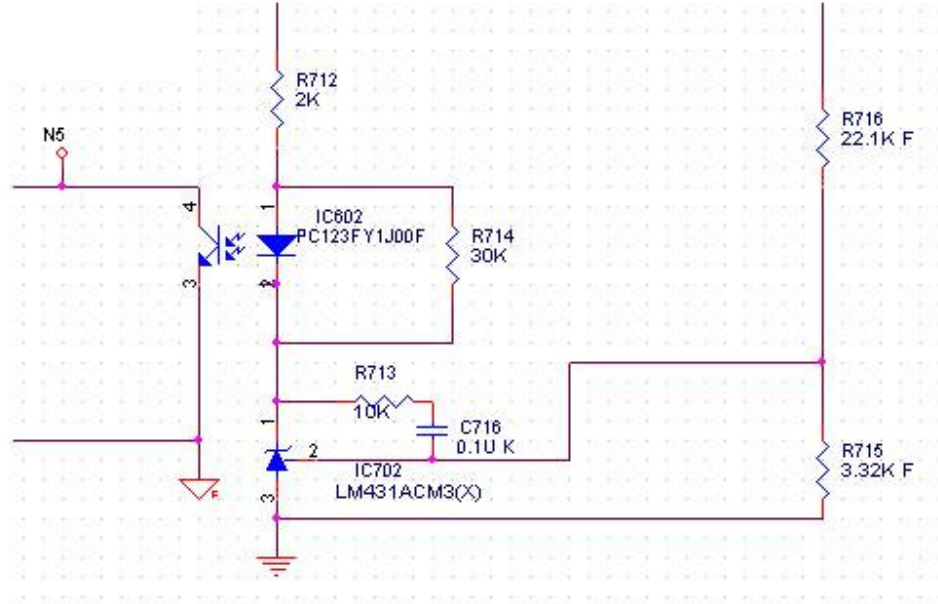 R712
2K
R716
22.1K F
N5
4
1
IC602
PC123FY1J00F
R714
30K
3
2
R713
10K
1
C716
0.1U K
2
R715
3.32K F
IC702
LM431ACM3(X)
3